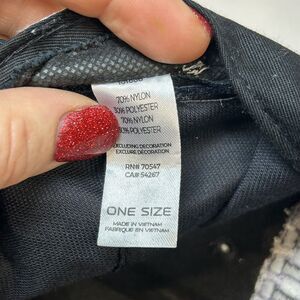 70% NYLON
30% POLYESTER
70% NYLON
30% POLYESTER
EXCLUDING DECORATION
EXCLURE DÉCORATION
RN# 70547
CA# 54267
ONE SIZE
MADE IN VIETNAM
FABRIQUÉ EN VIETNAM